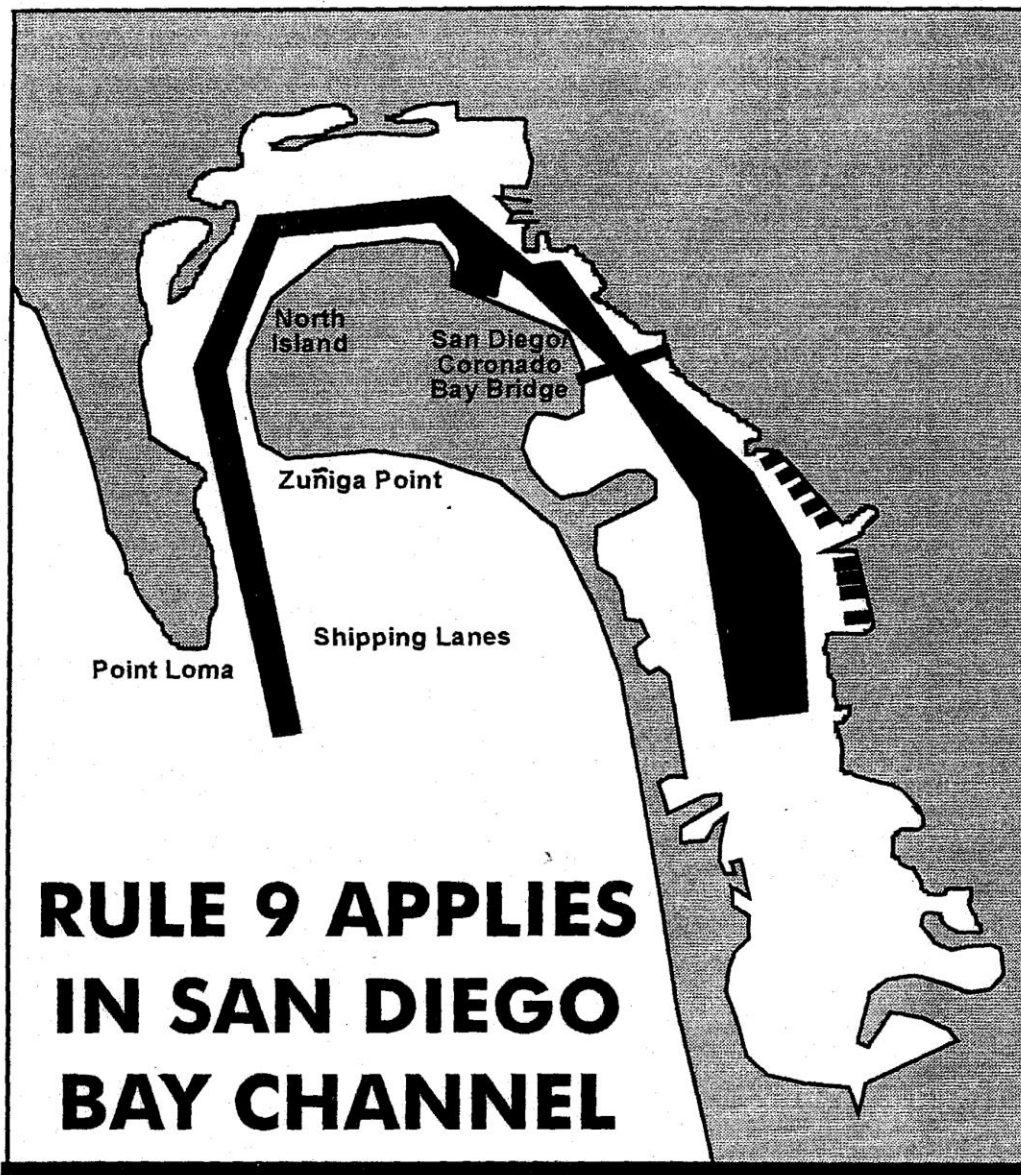 North
Island
San Diego/
Coronado
Bay Bridge
Zuñiga Point
Shipping Lanes
Point Loma
RULE 9 APPLIES
IN SAN DIEGO
BAY CHANNEL